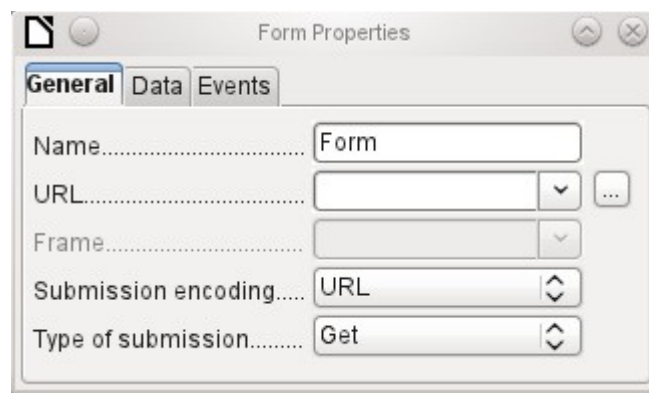 Form Properties
General Data Events
Name................................ Form
URL................................... 
Frame...............................
Submission encoding..... URL
Type of submission......... Get
...